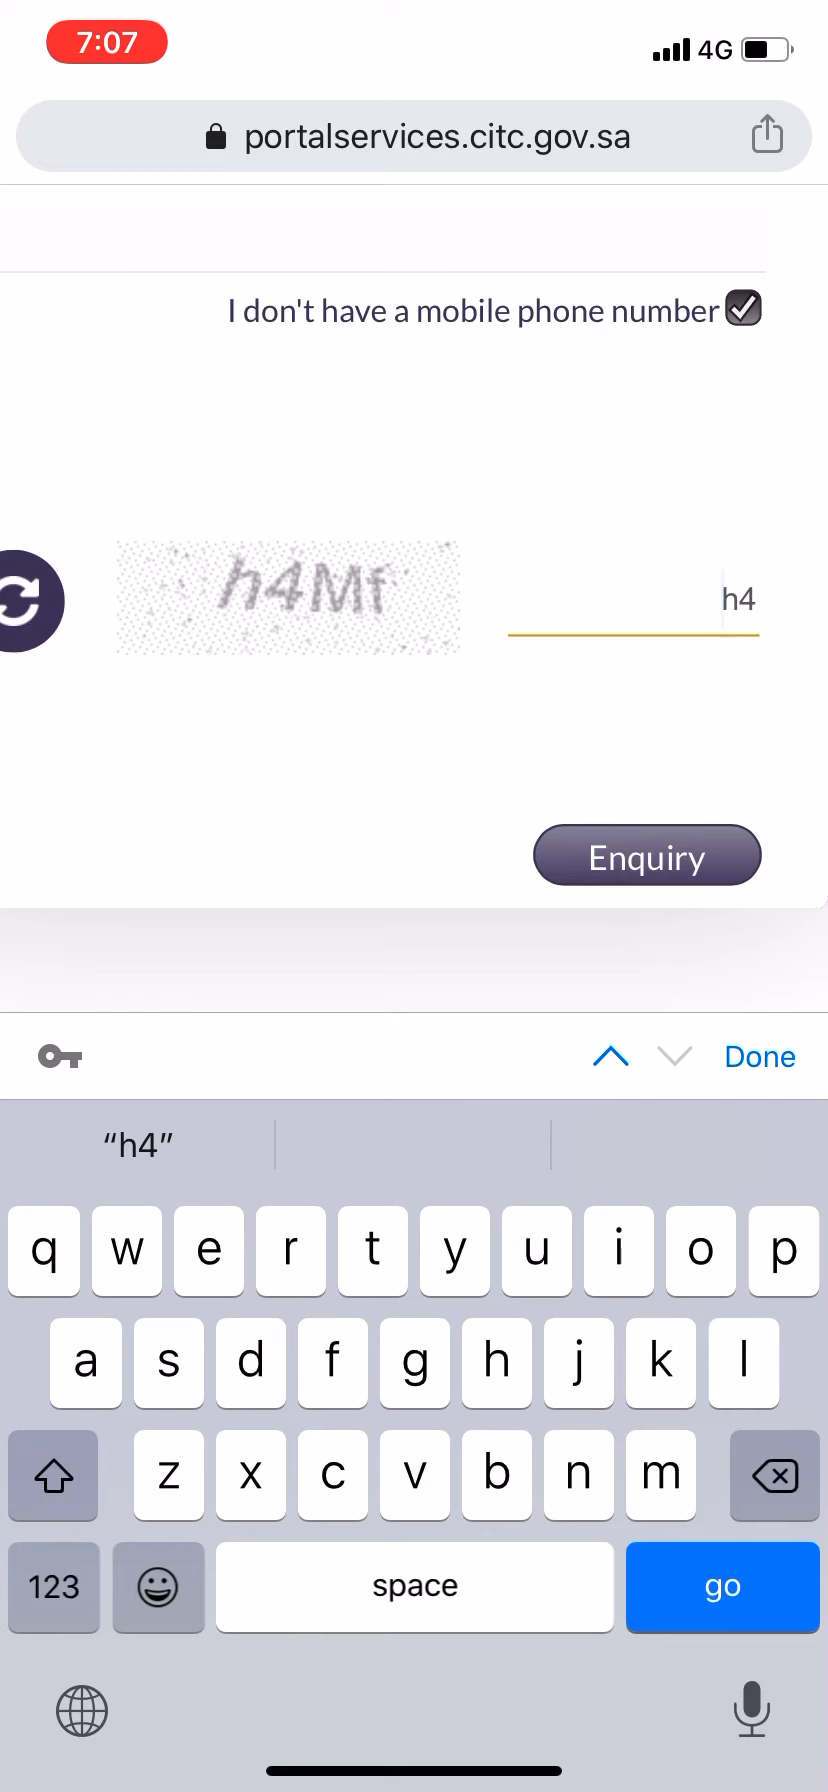 7:07
4G
portalservices.citc.gov.sa
I don't have a mobile phone number
h4Mf
h4
Enquiry
Done
“h4”
q w e r t y u i o p
a s d f g h j k l
z x c v b n m
123 space go